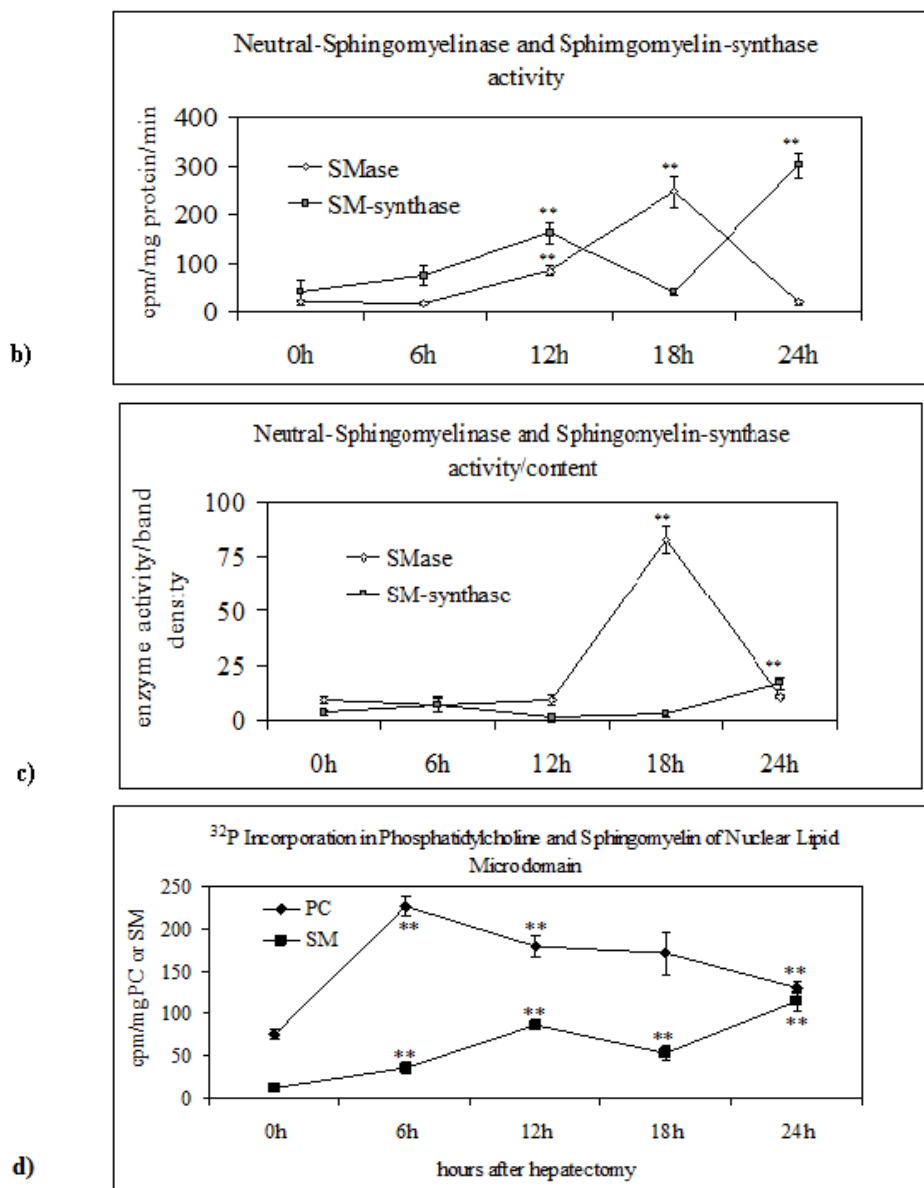 Neutral-Sphingomyelinase and Sphimgomyelin-synthase
activity
cpm/mg protein/min
400
300
200
100
0
SMase
SM-synthase
**
**
**
**
0h 6h 12h 18h 24h
b)
Neutral-Sphingomyelinase and Sphingomyelin-synthase
activity/content
enzyme activity/band
density
100
75
50
25
0
SMase
SM-synthase
**
**
0h 6h 12h 18h 24h
c)
32P Incorporation in Phosphatidylcholine and Sphingomyelin of Nuclear Lipid
Microdomain
cpm/mg PC or SM
250
200
150
100
50
0
PC
SM
**
**
**
**
**
**
**
0h 6h 12h 18h 24h
hours after hepatectomy
d)